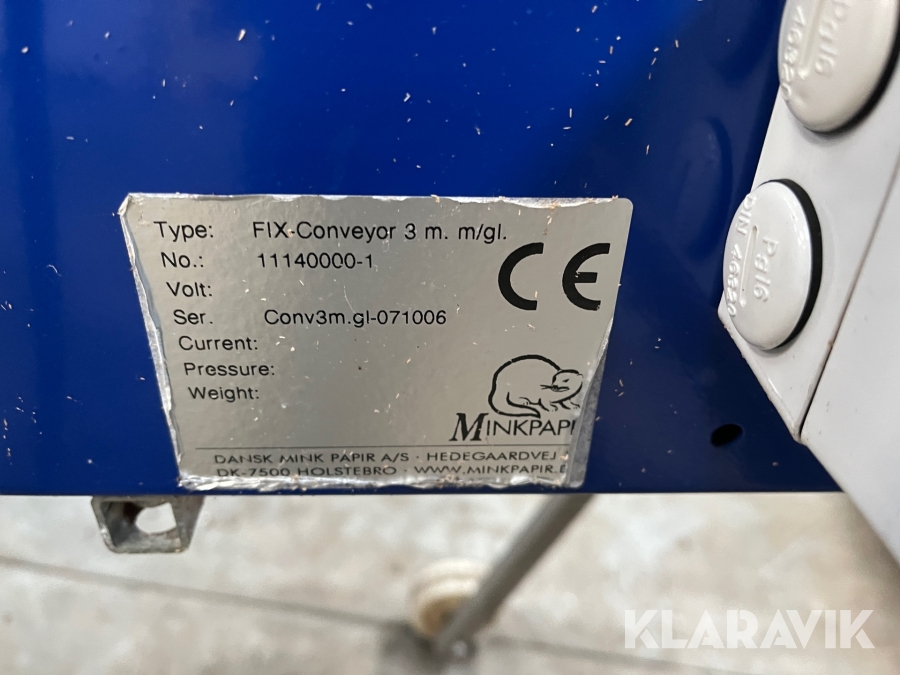 Pg16
46320
Type: FIX-Conveyor 3 m. m/gl.
No.: 11140000-1
Volt:
Ser. Conv3m.gl-071006
Current:
Pressure:
Weight:
CE
MINKPAPI
DANSK MINK PAPIR A/S · HEDEGAARDVEJ
DK-7500 HOLSTEBRO · WWW.MINKPAPIR.D
DIN 46320
Pg16
KLARAVIK